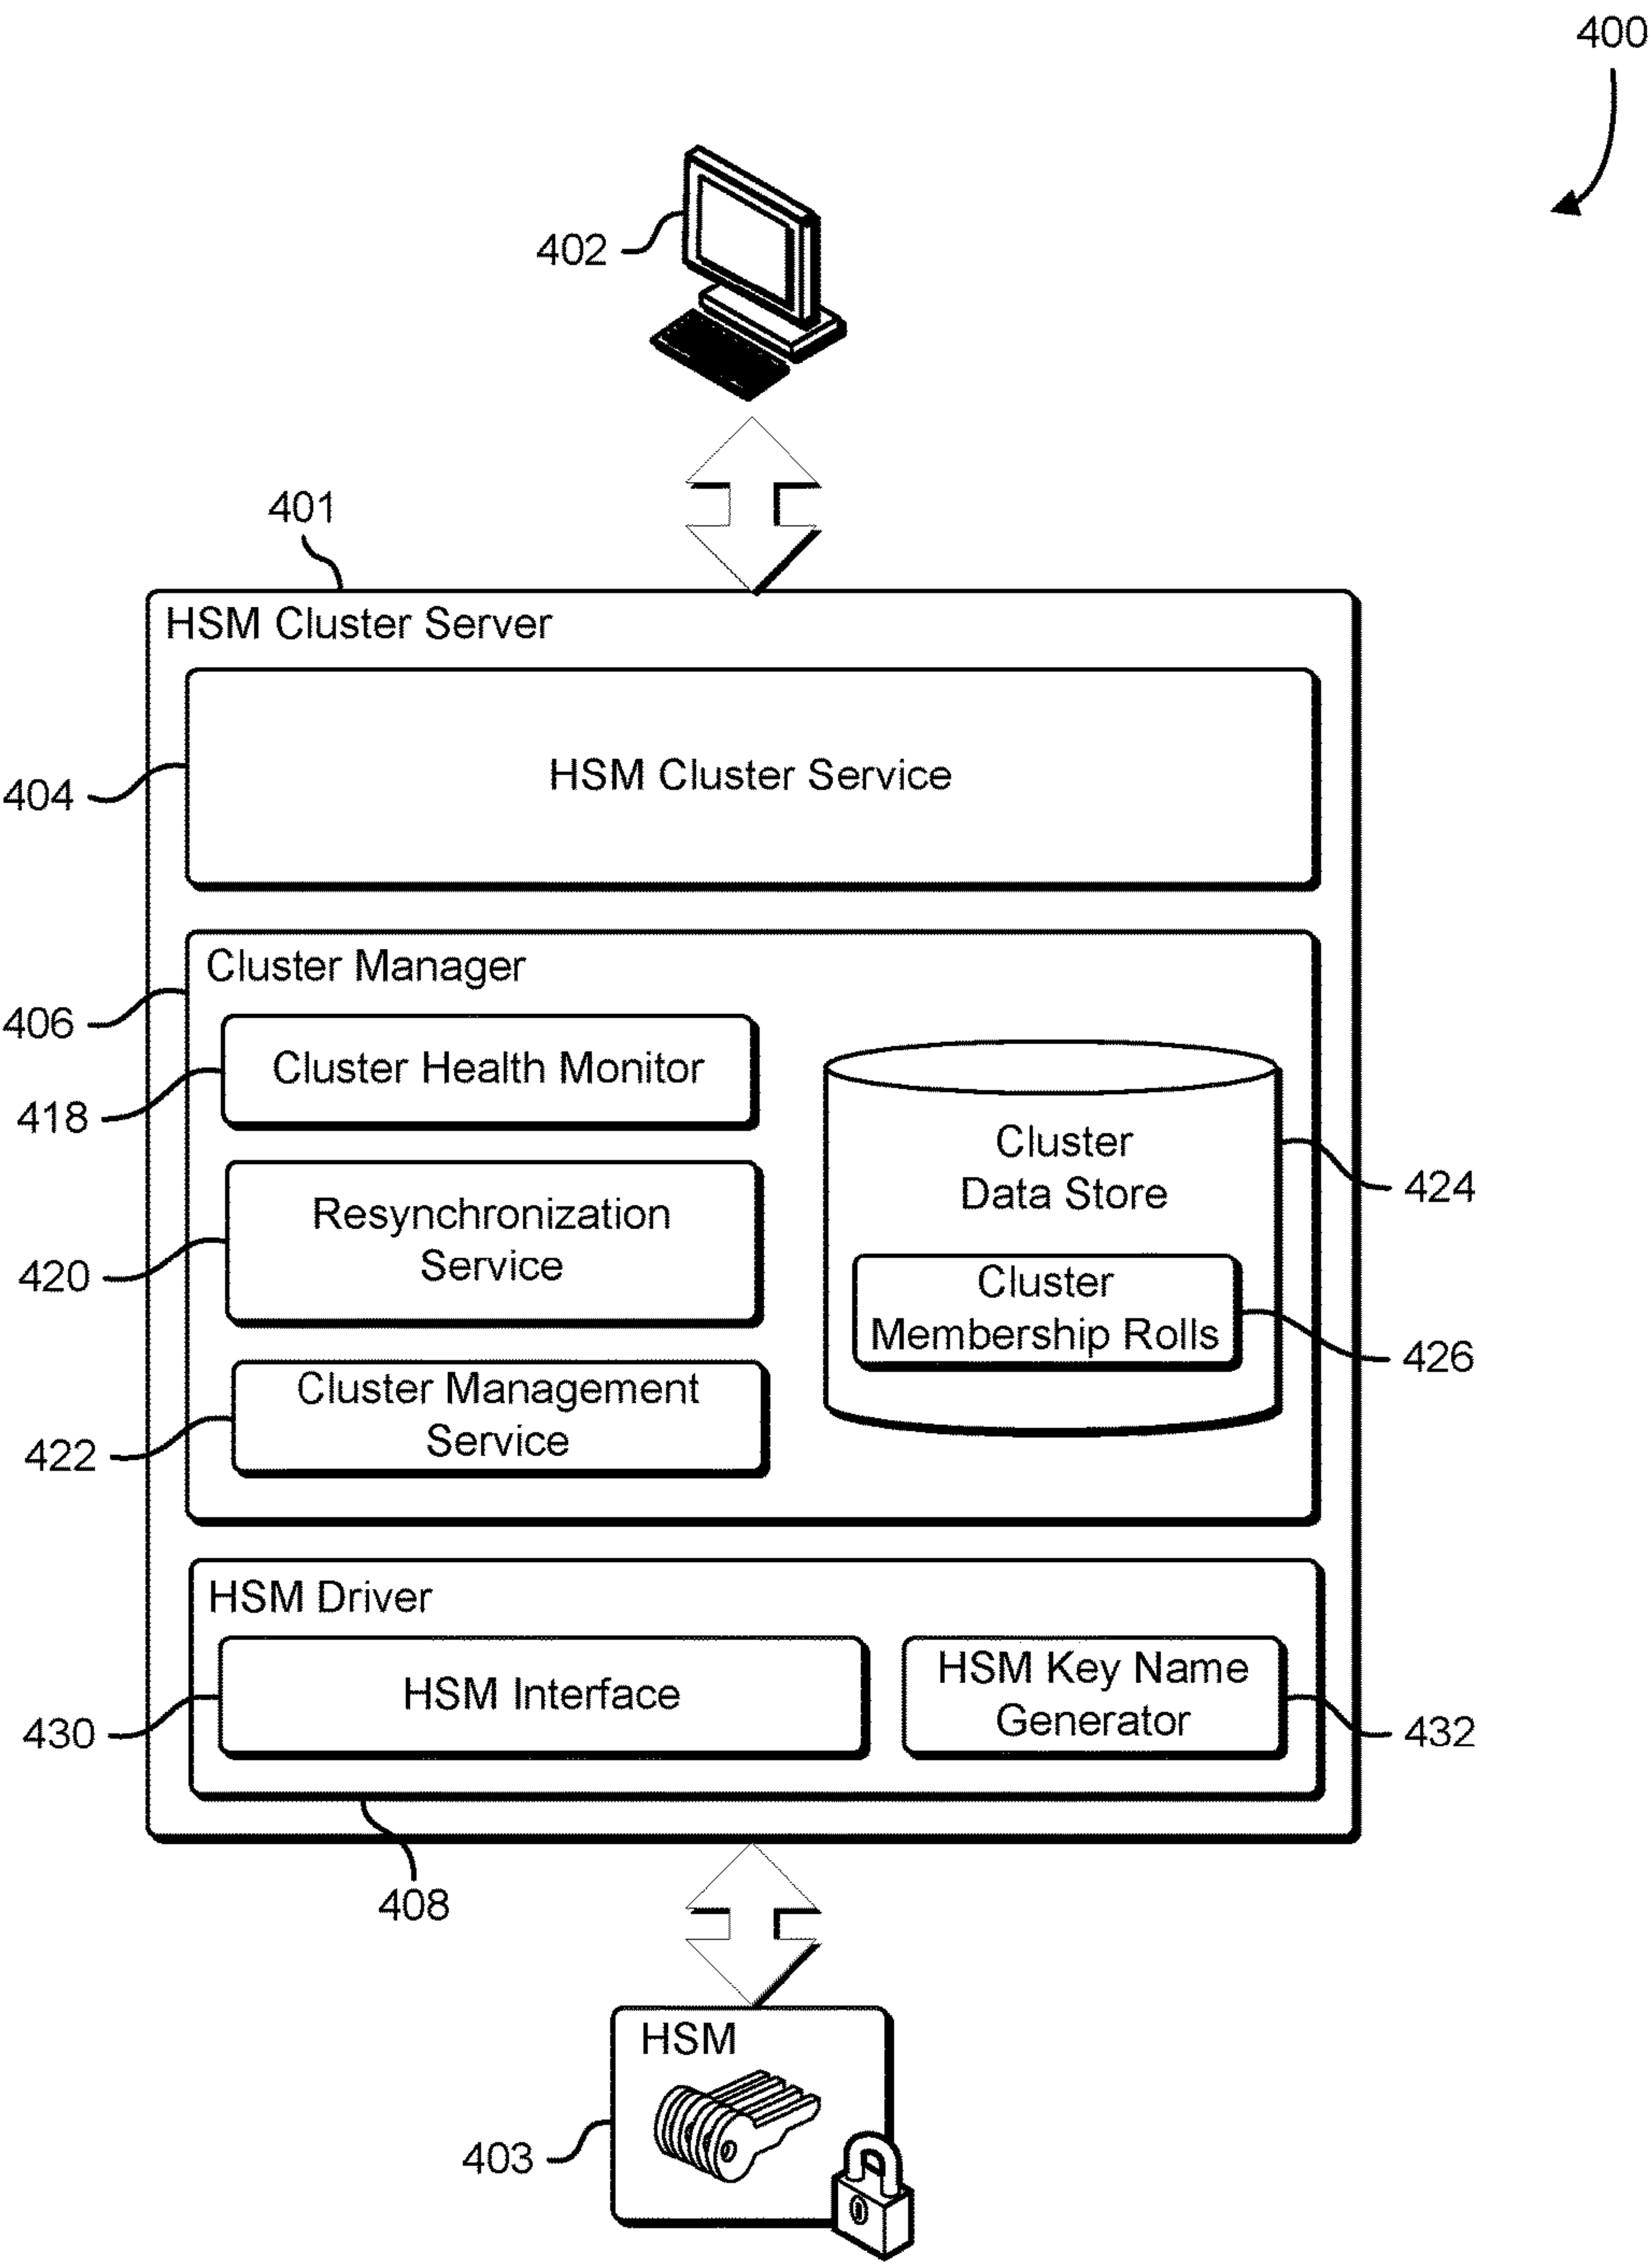 400
402
401
HSM Cluster Server
404
HSM Cluster Service
Cluster Manager
406
Cluster Health Monitor
418
Cluster
Data Store
424
Resynchronization
Service
420
Cluster
Membership Rolls
426
Cluster Management
Service
422
HSM Driver
HSM Interface
430
HSM Key Name
Generator
432
408
HSM
403